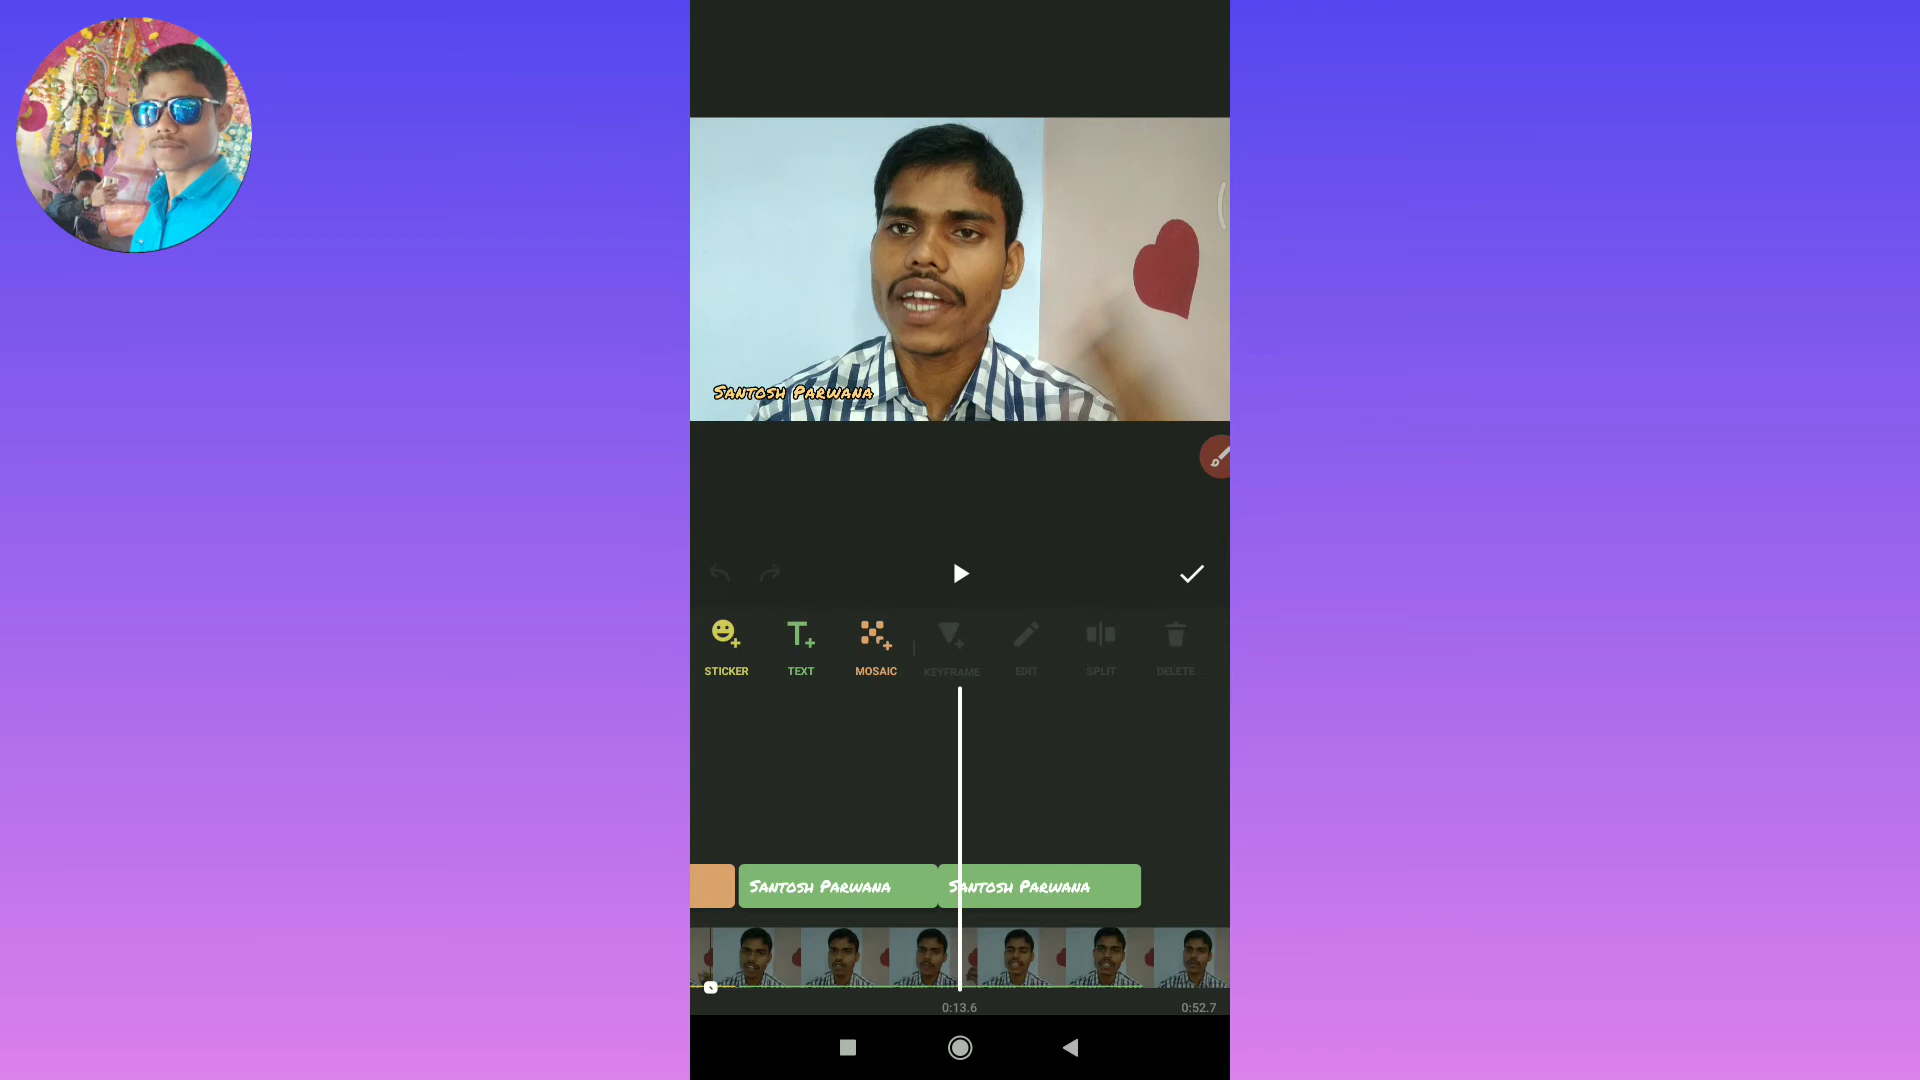 Santosh Parwana
STICKER
TEXT
MOSAIC
KEYFRAME
EDIT
SPLIT
DELETE
Santosh Parwana
Santosh Parwana
0:13.6
0:52.7